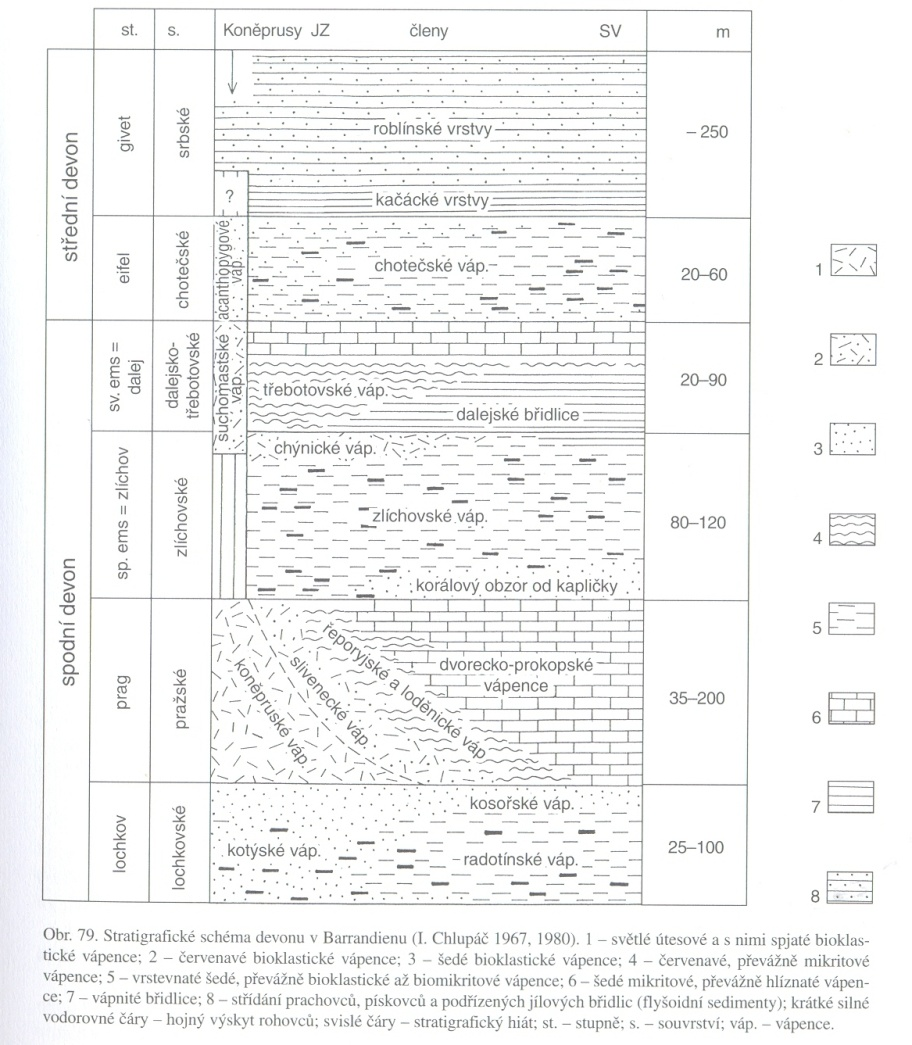 st. s. Koněprusy JZ členy SV m
střední devon
givet
srbské
roblínské vrstvy
– 250
?
kačácké vrstvy
eifel
chotečské
acanthopygové váp.
chotečské váp.
20–60
spodní devon
sv. ems = dalej
dalejsko-třebotovské
suchomastské váp.
třebotovské váp.
dalejské břidlice
20–90
sp. ems = zlíchov
zlíchovské
chýnické váp.
zlíchovské váp.
korálový obzor od kapličky
80–120
prag
pražské
koněpruské váp.
slivenecké váp.
řeporyjské a loděnické váp.
dvorecko-prokopské
vápence
35–200
lochkov
lochkovské
kosořské váp.
kotýské váp.
radotínské váp.
25–100
1
2
3
4
5
6
7
8
Obr. 79. Stratigrafické schéma devonu v Barrandienu (I. Chlupáč 1967, 1980). 1 – světlé útesové a s nimi spjaté bioklas-
tické vápence; 2 – červenavé bioklastické vápence; 3 – šedé bioklastické vápence; 4 – červenavé, převážně mikritové
vápence; 5 – vrstevnaté šedé, převážně bioklastické až biomikritové vápence; 6 – šedé mikritové, převážně hlíznaté vápen-
ce; 7 – vápnité břidlice; 8 – střídání prachovců, pískovců a podřízených jílových břidlic (flyšoidní sedimenty); krátké silné
vodorovné čáry – hojný výskyt rohovců; svislé čáry – stratigrafický hiát; st. – stupně; s. – souvrství; váp. – vápence.